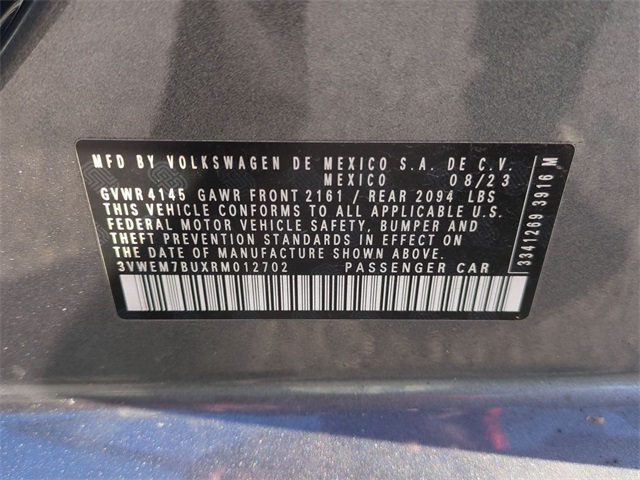 MFD BY VOLKSWAGEN DE MEXICO S.A. DE C.V.
MEXICO 08/23
GVWR 4145 GAWR FRONT 2161 / REAR 2094 LBS
THIS VEHICLE CONFORMS TO ALL APPLICABLE U.S.
FEDERAL MOTOR VEHICLE SAFETY, BUMPER AND
THEFT PREVENTION STANDARDS IN EFFECT ON
THE DATE OF MANUFACTURE SHOWN ABOVE.
3VWEM7BUXRM012702 PASSENGER CAR
3341269 3916 M